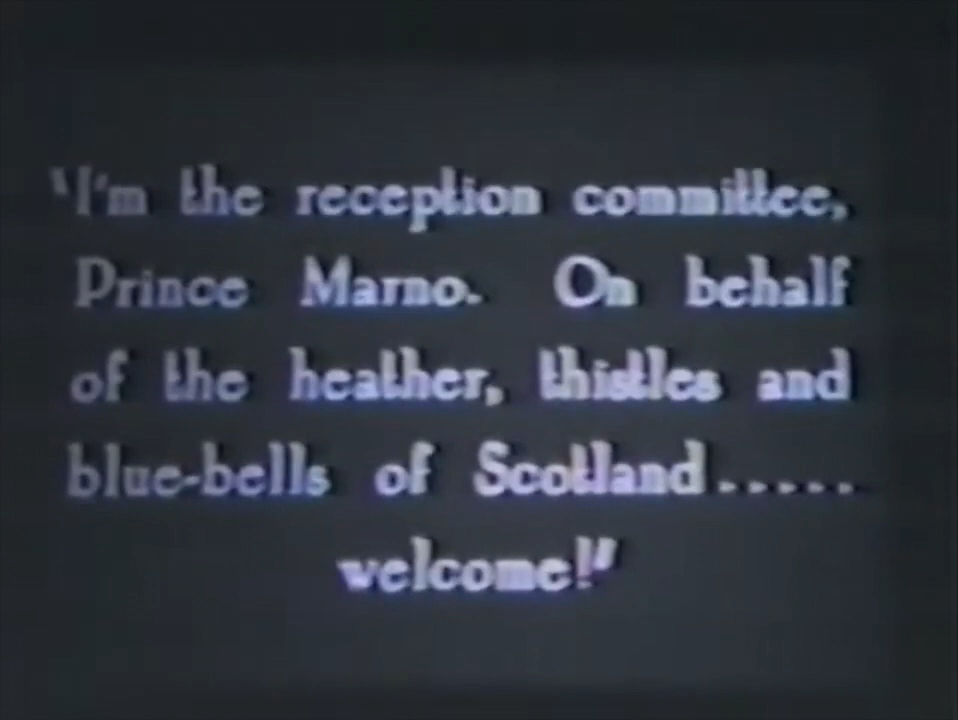 "I'm the reception committee,
Prince Marno. On behalf
of the heather, thistles and
blue-bells of Scotland.....
welcome!"